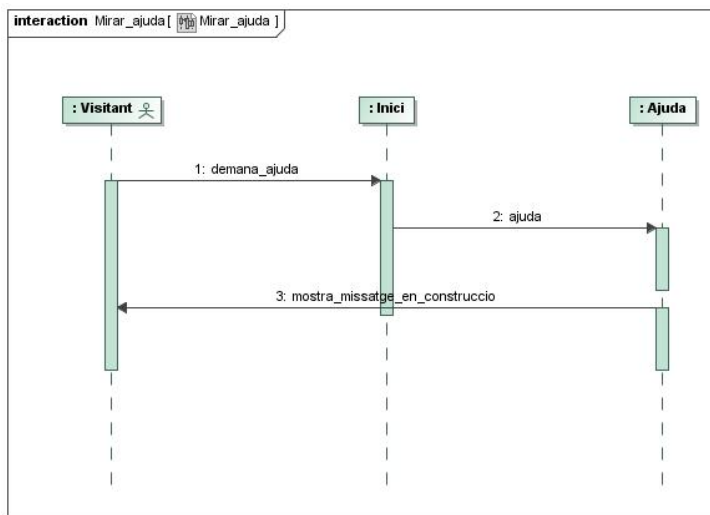 interaction Mirar_ajuda[ Mirar_ajuda ]
: Visitant
: Inici
: Ajuda
1: demana_ajuda
2: ajuda
3: mostra_missatge_en_construccio